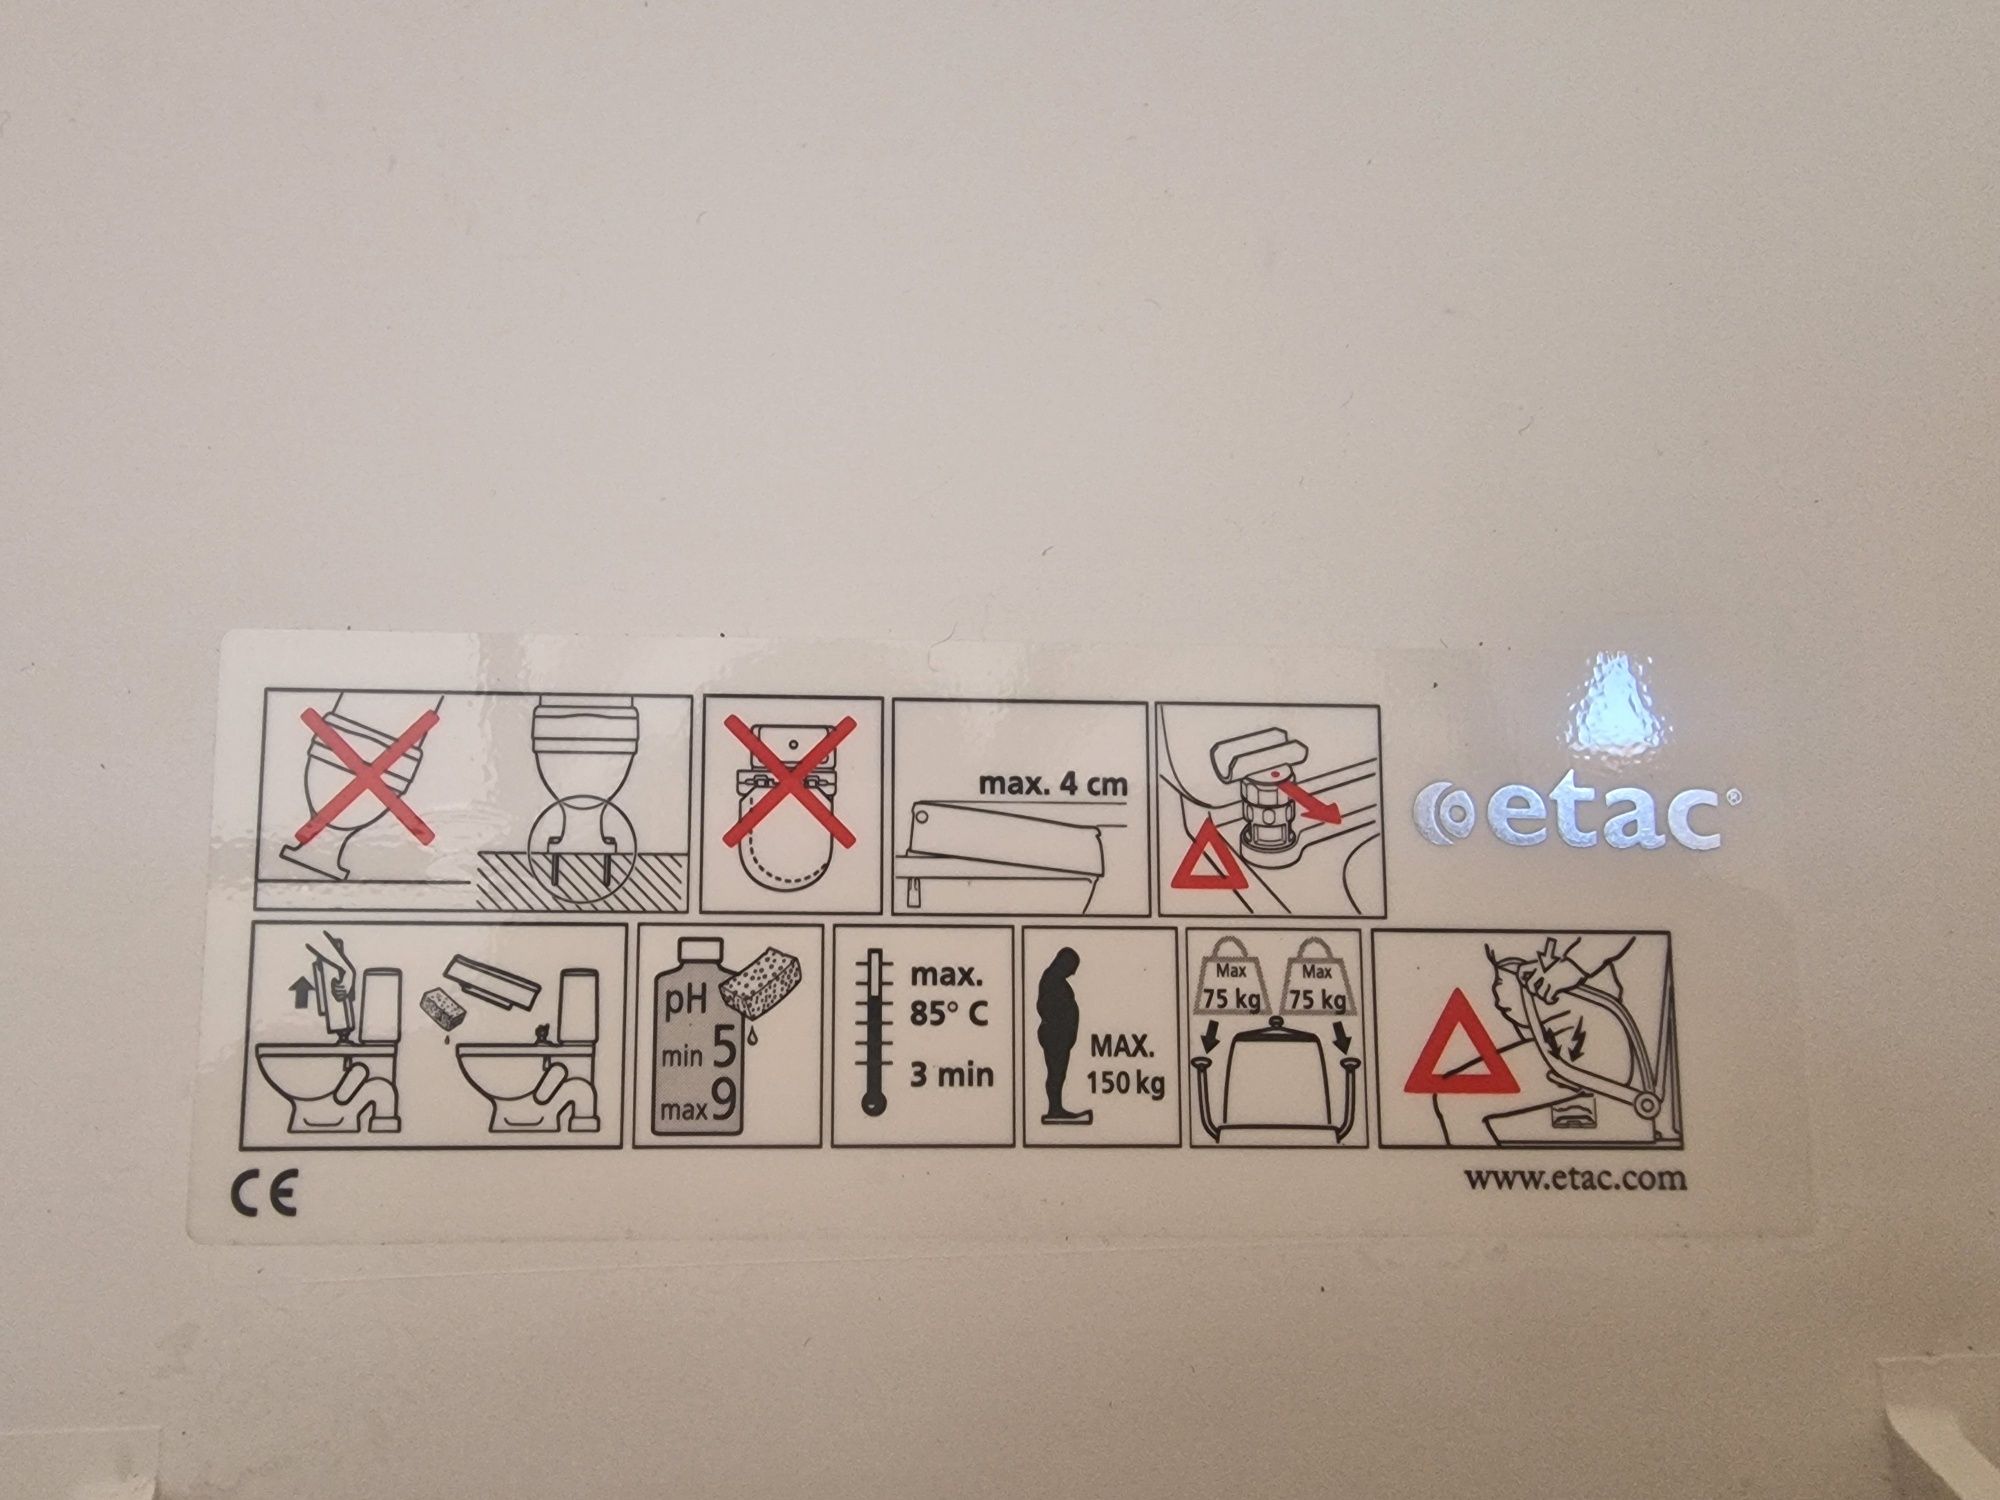 max. 4 cm
etac®
pH
min 5
max 9
max.
85° C
3 min
MAX.
150 kg
Max
75 kg
Max
75 kg
CE
www.etac.com